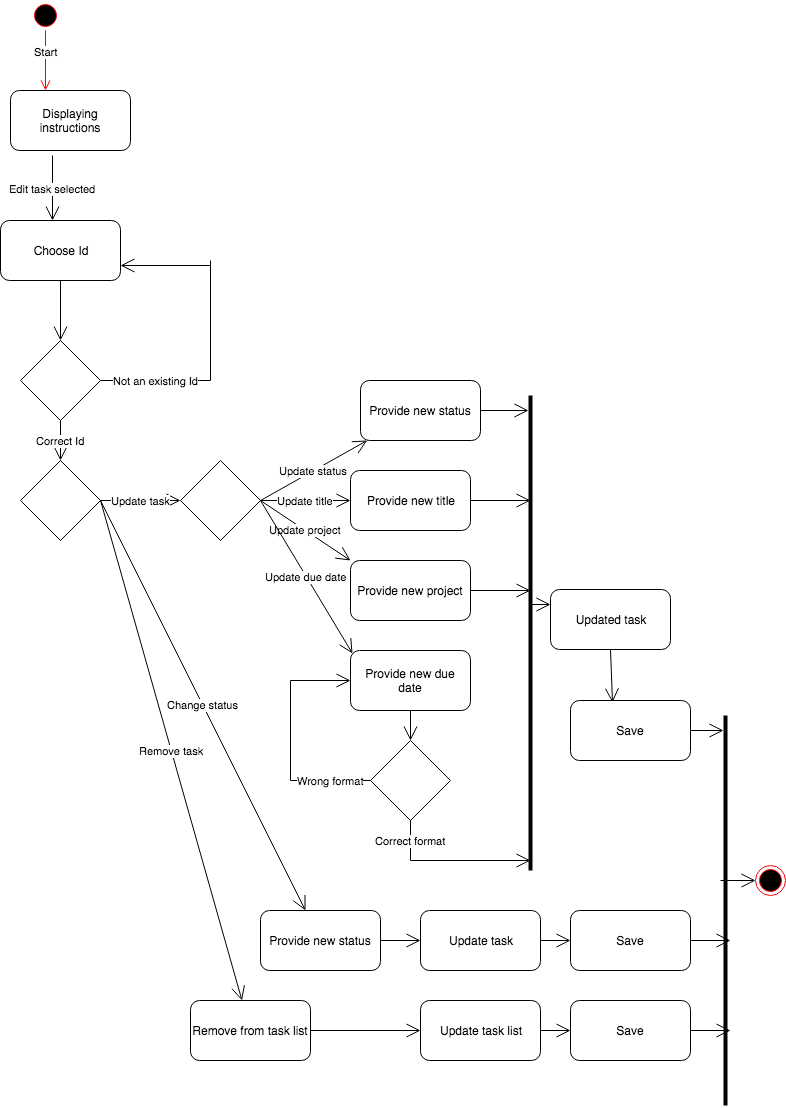 Start
Displaying
instructions
Edit task selected
Choose Id
Not an existing Id
Correct Id
Provide new status
Update status
Update task
Update title
Provide new title
Update project
Update due date
Provide new project
Updated task
Provide new due
date
Change status
Save
Remove task
Wrong format
Correct format
Provide new status
Update task
Save
Remove from task list
Update task list
Save